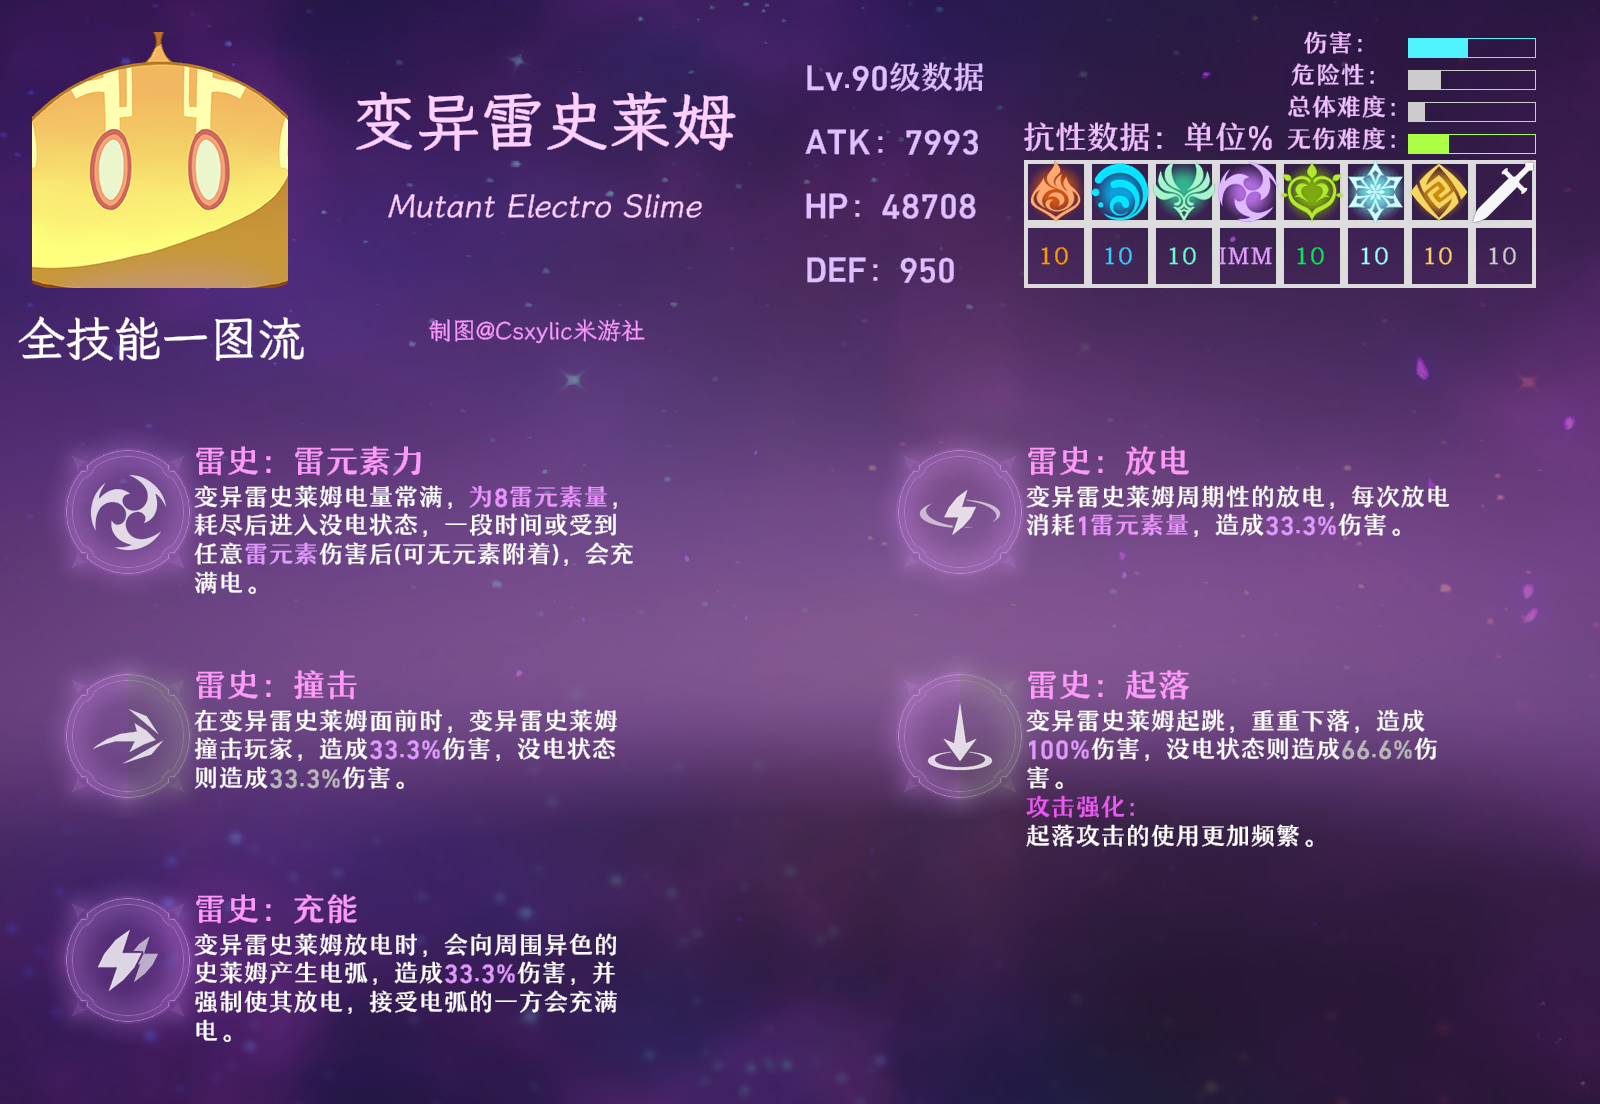 变异雷史莱姆
Mutant Electro Slime
全技能一图流
制图@Csxylic米游社
Lv.90级数据
ATK：7993
HP：48708
DEF：950
伤害：
危险性：
总体难度：
无伤难度：
抗性数据：单位%
10 10 10 IMM 10 10 10 10
雷史：雷元素力
变异雷史莱姆电量常满，为8雷元素量，
耗尽后进入没电状态，一段时间或受到
任意雷元素伤害后(可无元素附着)，会充
满电。
雷史：放电
变异雷史莱姆周期性的放电，每次放电
消耗1雷元素量，造成33.3%伤害。
雷史：撞击
在变异雷史莱姆面前时，变异雷史莱姆
撞击玩家，造成33.3%伤害，没电状态
则造成33.3%伤害。
雷史：起落
变异雷史莱姆起跳，重重下落，造成
100%伤害，没电状态则造成66.6%伤
害。
攻击强化：
起落攻击的使用更加频繁。
雷史：充能
变异雷史莱姆放电时，会向周围异色的
史莱姆产生电弧，造成33.3%伤害，并
强制使其放电，接受电弧的一方会充满
电。